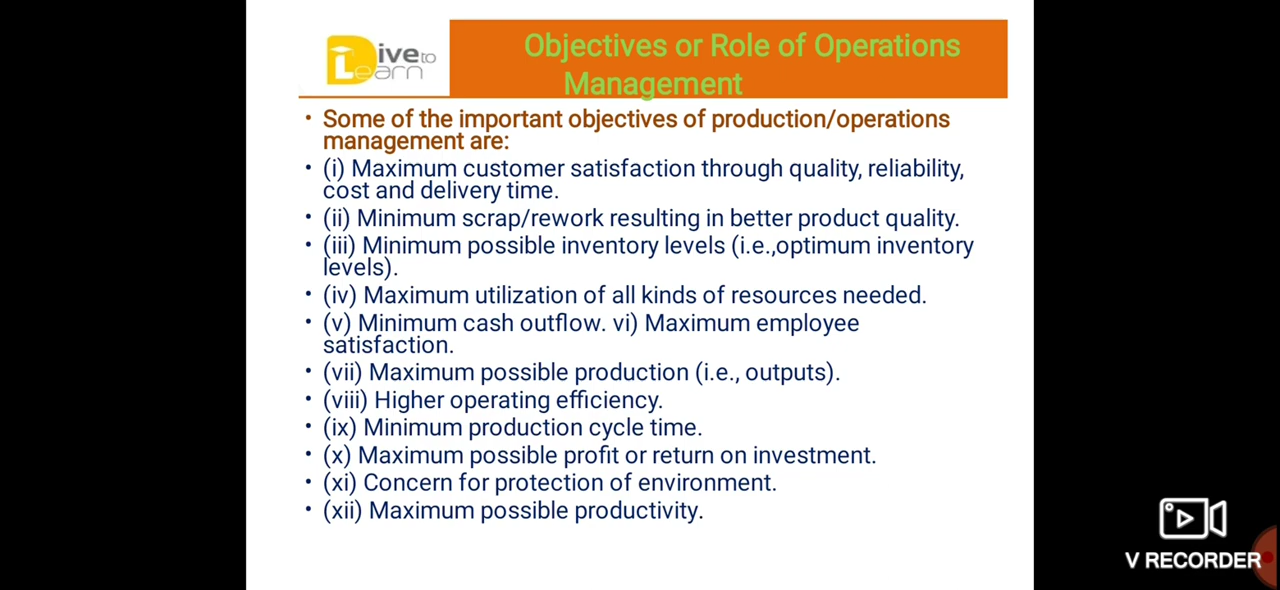 Dive to
Learn
Objectives or Role of Operations
Management
• Some of the important objectives of production/operations
management are:
• (i) Maximum customer satisfaction through quality, reliability,
cost and delivery time.
• (ii) Minimum scrap/rework resulting in better product quality.
• (iii) Minimum possible inventory levels (i.e.,optimum inventory
levels).
• (iv) Maximum utilization of all kinds of resources needed.
• (v) Minimum cash outflow. vi) Maximum employee
satisfaction.
• (vii) Maximum possible production (i.e., outputs).
• (viii) Higher operating efficiency.
• (ix) Minimum production cycle time.
• (x) Maximum possible profit or return on investment.
• (xi) Concern for protection of environment.
• (xii) Maximum possible productivity.
V RECORDER